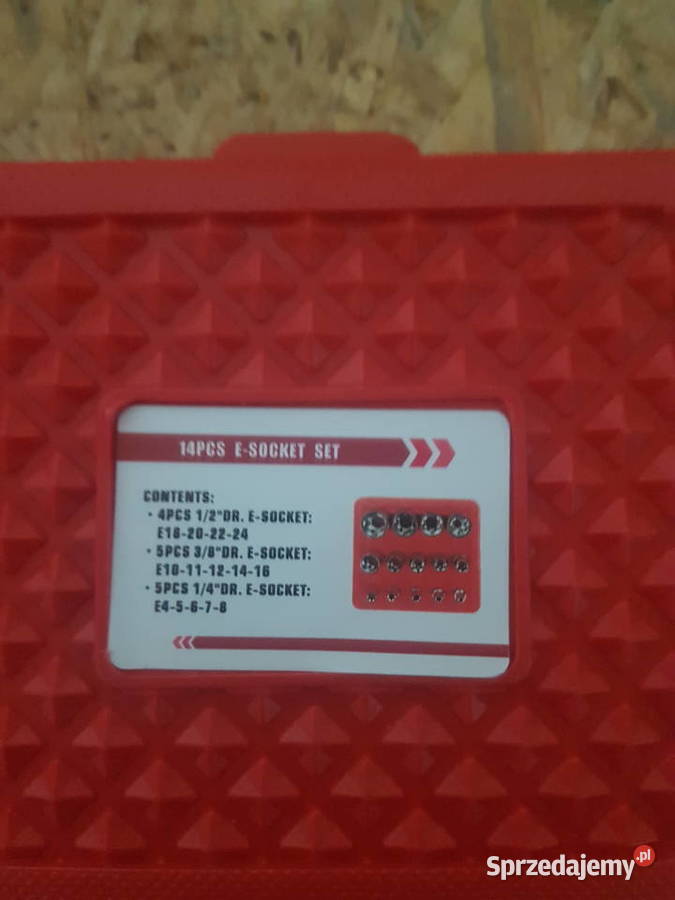 14PCS E-SOCKET SET
CONTENTS:
· 4PCS 1/2"DR. E-SOCKET:
E18-20-22-24
· 5PCS 3/8"DR. E-SOCKET:
E10-11-12-14-16
· 5PCS 1/4"DR. E-SOCKET:
E4-5-6-7-8
Sprzedajemy.pl